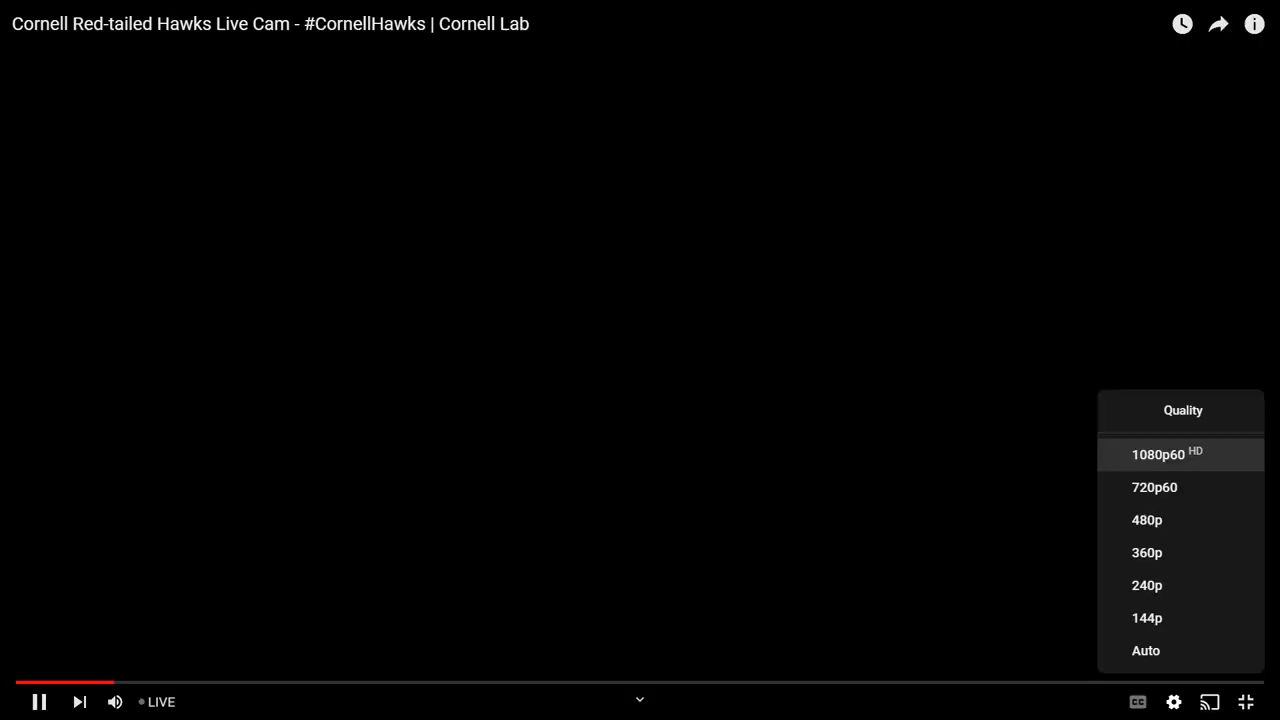 Cornell Red-tailed Hawks Live Cam - #CornellHawks | Cornell Lab
Quality
1080p60 HD
720p60
480p
360p
240p
144p
Auto
LIVE
CC